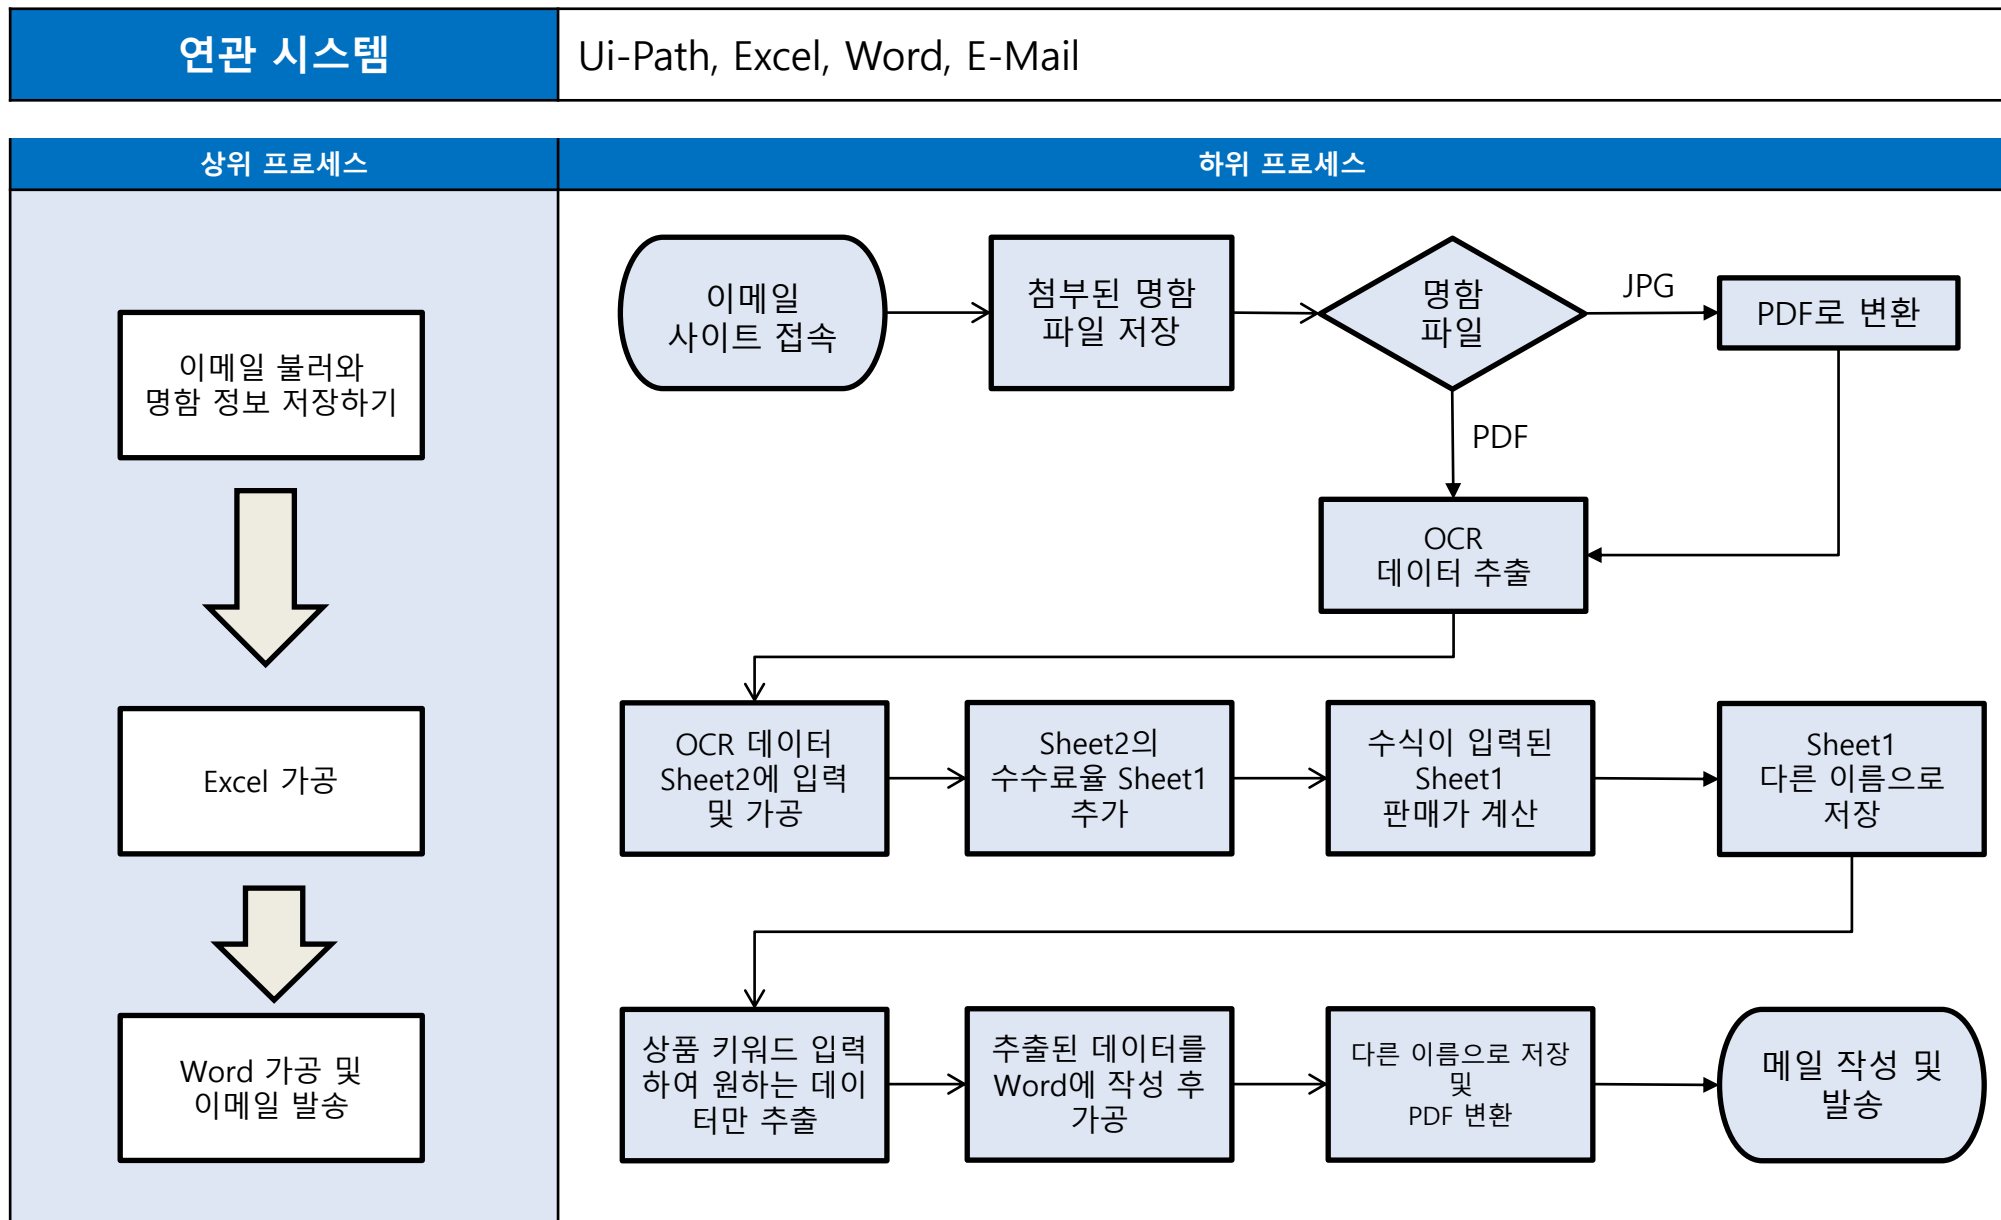 연관 시스템
Ui-Path, Excel, Word, E-Mail
상위 프로세스
하위 프로세스
이메일 불러와
명함 정보 저장하기
Excel 가공
Word 가공 및
이메일 발송
이메일
사이트 접속
첨부된 명함
파일 저장
명함
파일
JPG
PDF로 변환
PDF
OCR
데이터 추출
OCR 데이터
Sheet2에 입력
및 가공
Sheet2의
수수료율 Sheet1
추가
수식이 입력된
Sheet1
판매가 계산
Sheet1
다른 이름으로
저장
상품 키워드 입력
하여 원하는 데이
터만 추출
추출된 데이터를
Word에 작성 후
가공
다른 이름으로 저장
및
PDF 변환
메일 작성 및
발송